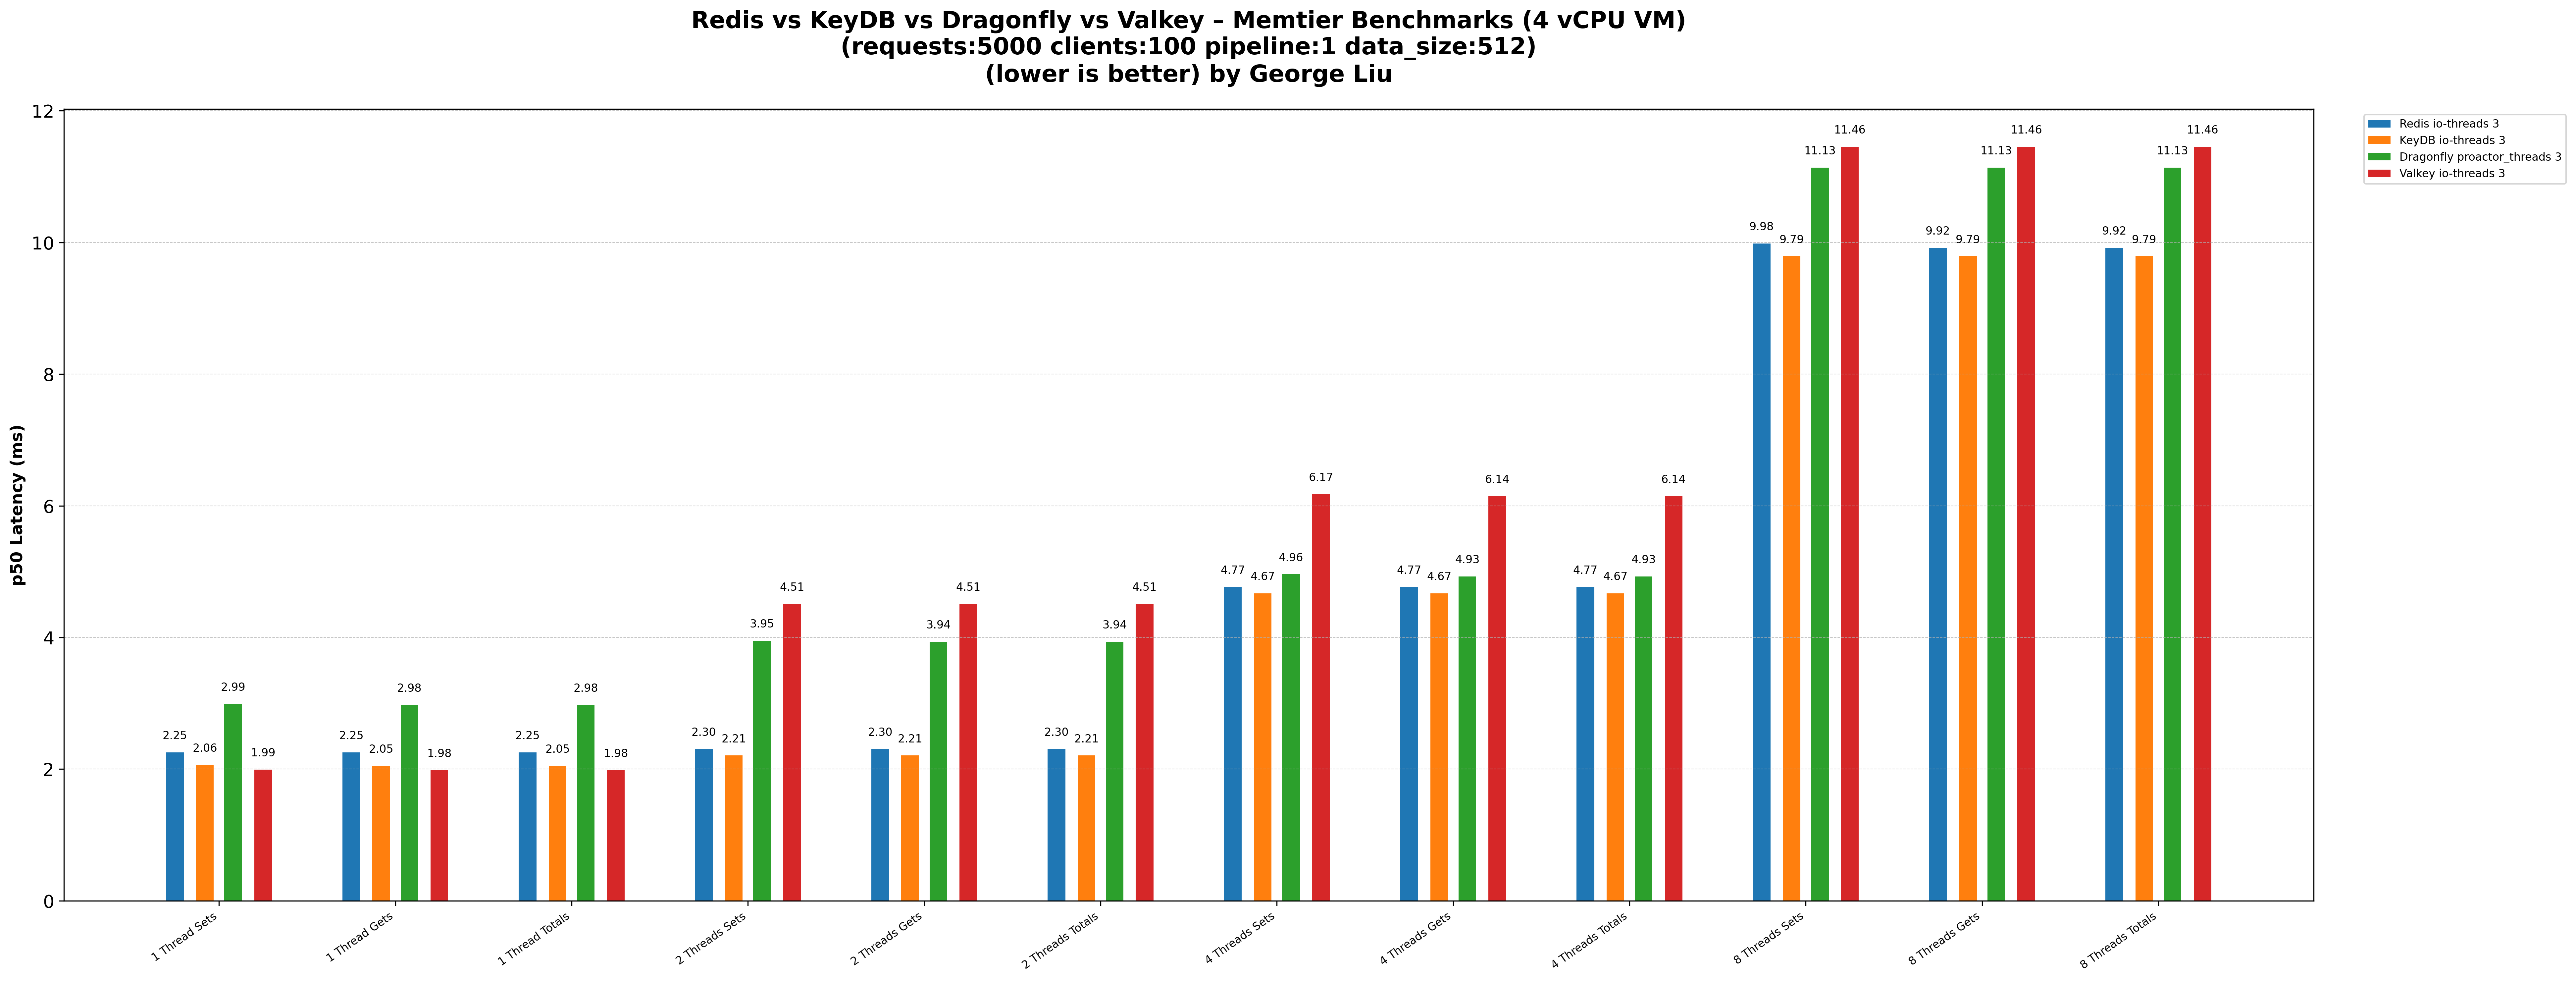 Redis vs KeyDB vs Dragonfly vs Valkey – Memtier Benchmarks (4 vCPU VM)
(requests:5000 clients:100 pipeline:1 data_size:512)
(lower is better) by George Liu
Redis io-threads 3
KeyDB io-threads 3
Dragonfly proactor_threads 3
Valkey io-threads 3
p50 Latency (ms)
12
10
8
6
4
2
0
2.25 2.06 2.99 1.99
2.25 2.05 2.98 1.98
2.25 2.05 2.98 1.98
2.30 2.21 3.95 4.51
2.30 2.21 3.94 4.51
2.30 2.21 3.94 4.51
4.77 4.67 4.96 6.17
4.77 4.67 4.93 6.14
4.77 4.67 4.93 6.14
9.98 9.79 11.13 11.46
9.92 9.79 11.13 11.46
9.92 9.79 11.13 11.46
1 Thread Sets
1 Thread Gets
1 Thread Totals
2 Threads Sets
2 Threads Gets
2 Threads Totals
4 Threads Sets
4 Threads Gets
4 Threads Totals
8 Threads Sets
8 Threads Gets
8 Threads Totals